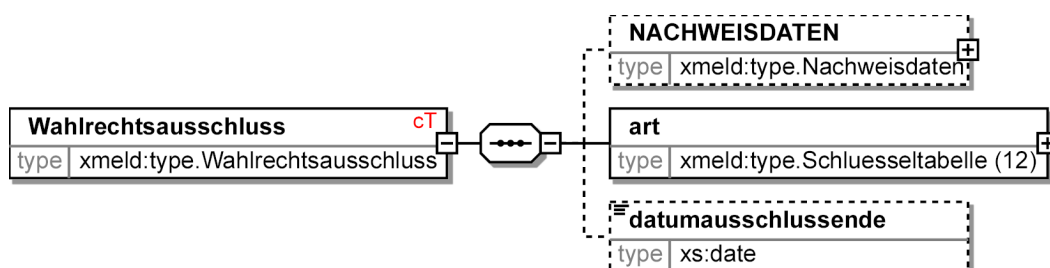 NACHWEISDATEN
type xmeld:type.Nachweisdaten
Wahlrechtsausschluss cT
type xmeld:type.Wahlrechtsausschluss
art
type xmeld:type.Schluesseltabelle (12)
datumausschlussende
type xs:date